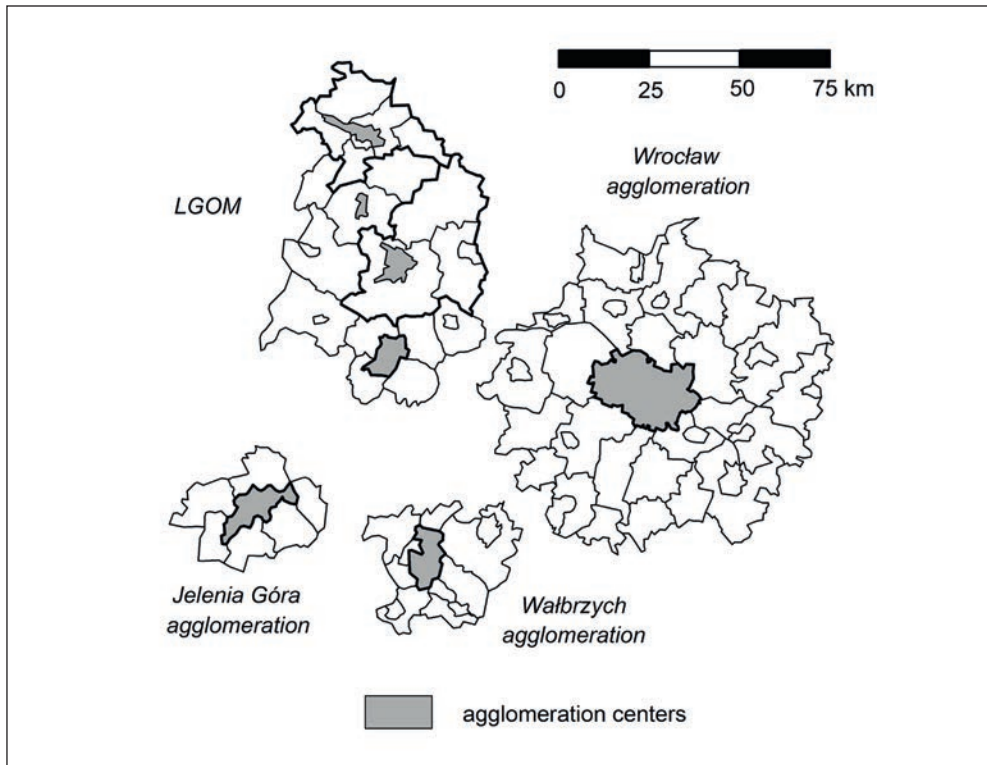 0 25 50 75 km
Wrocław
agglomeration
LGOM
Jelenia Góra
agglomeration
Wałbrzych
agglomeration
agglomeration centers